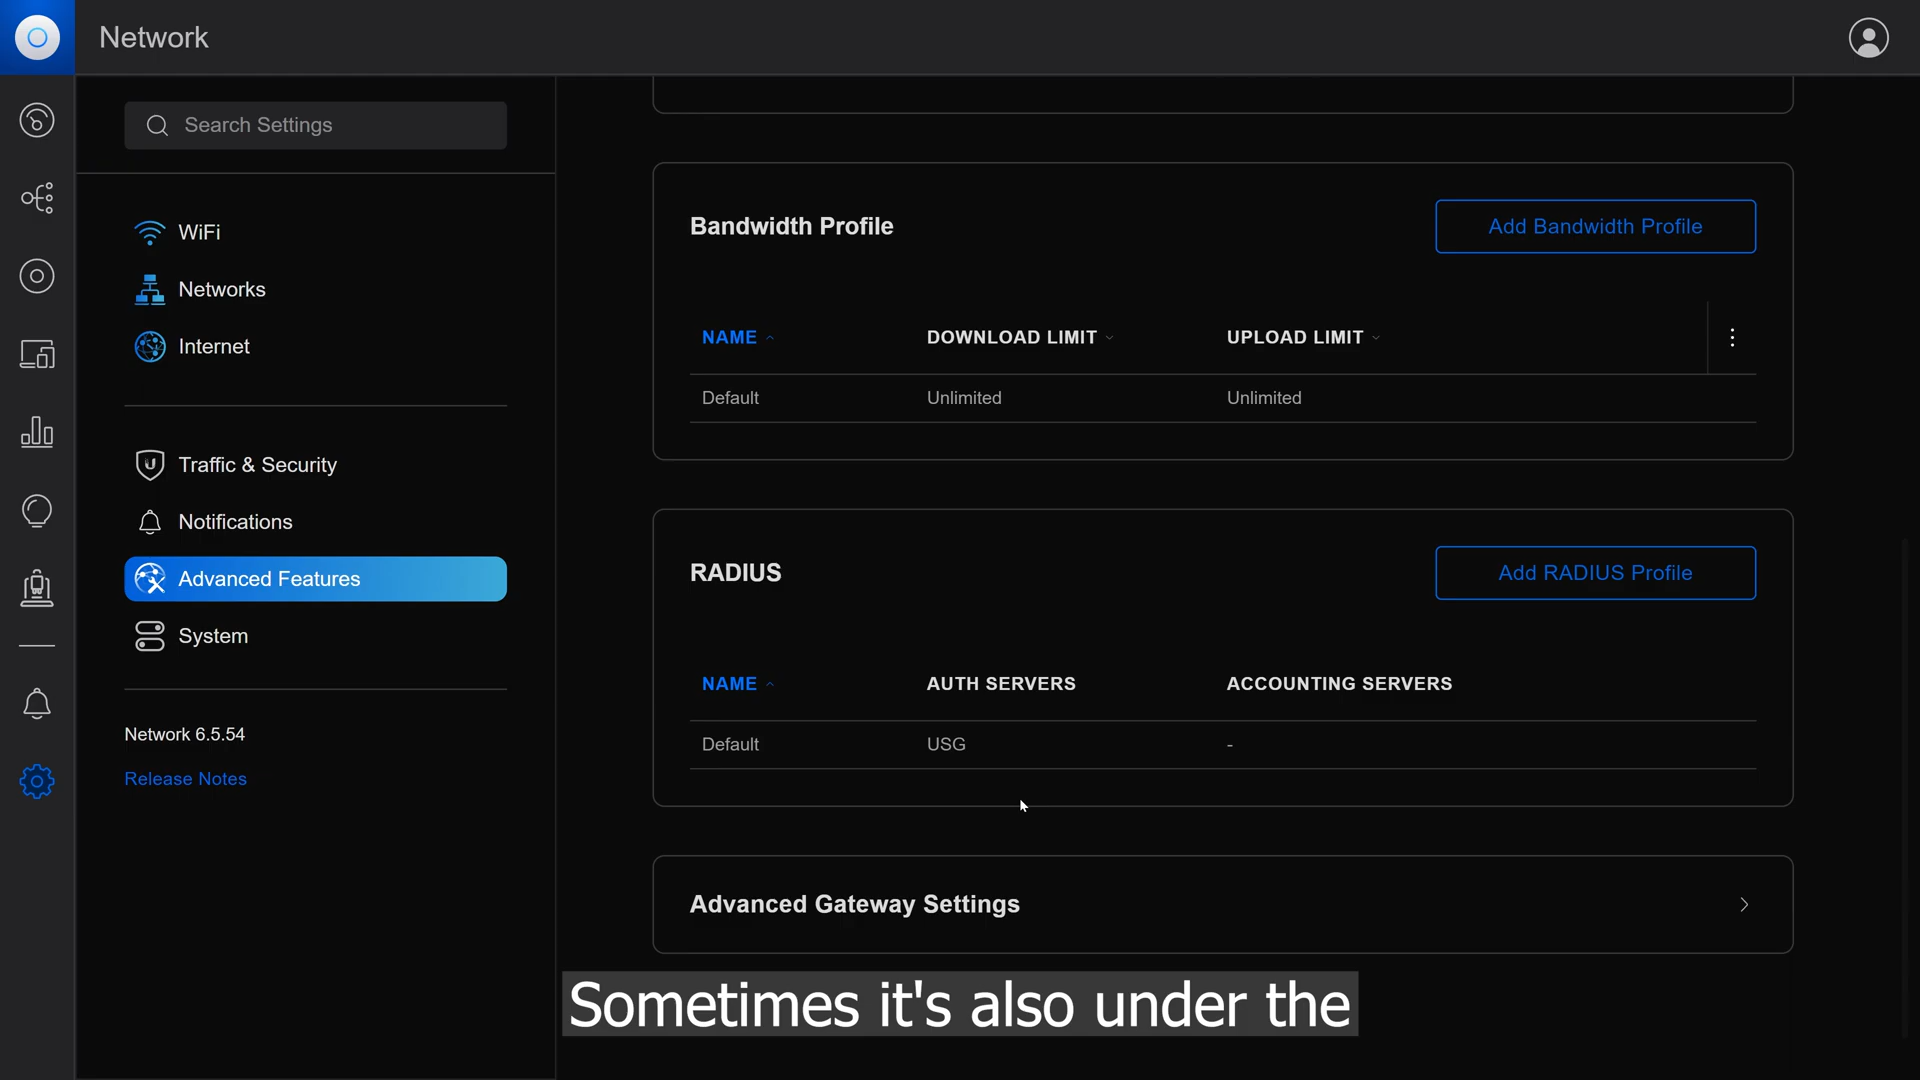 Network
Search Settings
WiFi
Networks
Internet
Traffic & Security
Notifications
Advanced Features
System
Network 6.5.54
Release Notes
Bandwidth Profile
Add Bandwidth Profile
NAME DOWNLOAD LIMIT UPLOAD LIMIT
Default Unlimited Unlimited
RADIUS
Add RADIUS Profile
NAME AUTH SERVERS ACCOUNTING SERVERS
Default USG -
Advanced Gateway Settings
Sometimes it's also under the